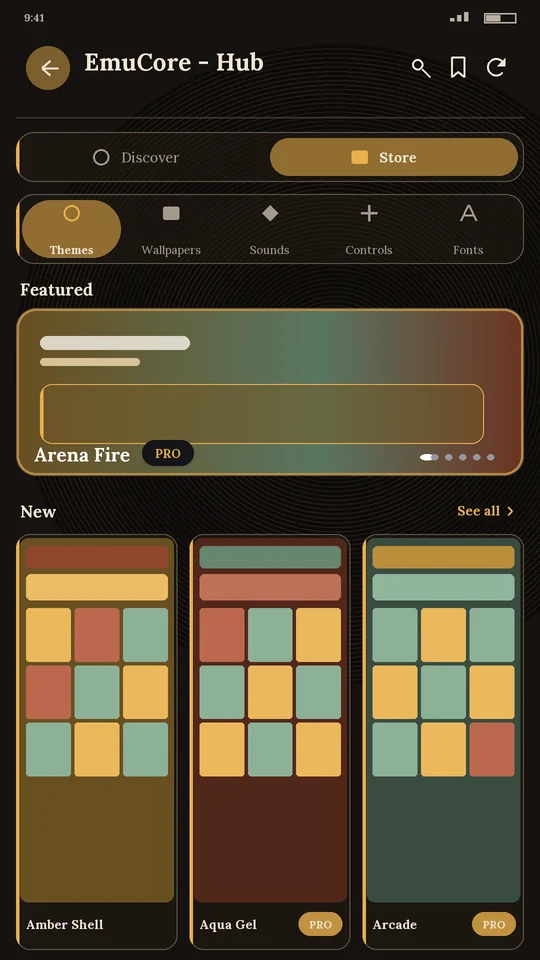 9:41
EmuCore - Hub
Discover
Store
Themes
Wallpapers
Sounds
Controls
Fonts
Featured
Arena Fire
PRO
New
See all
Amber Shell
Aqua Gel
PRO
Arcade
PRO